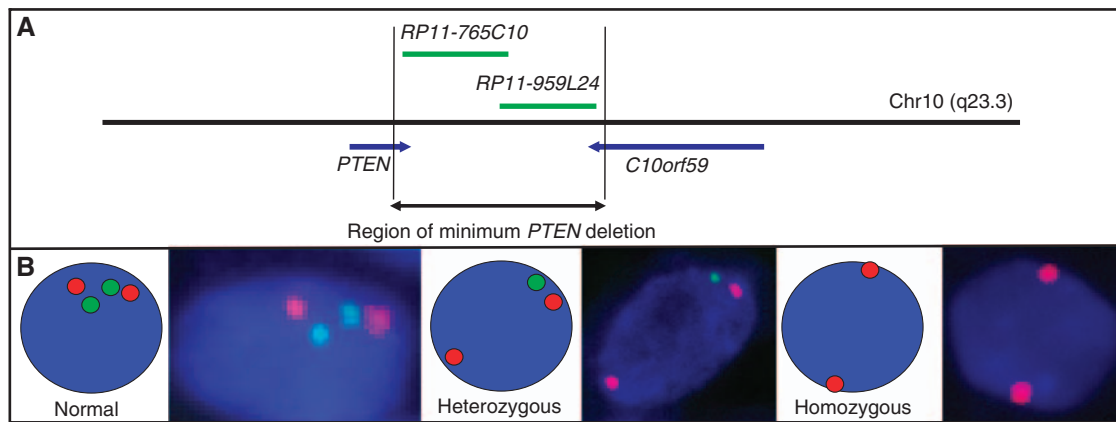 A
RP11-765C10
RP11-959L24
Chr10 (q23.3)
PTEN
C10orf59
Region of minimum PTEN deletion
B
Normal
Heterozygous
Homozygous